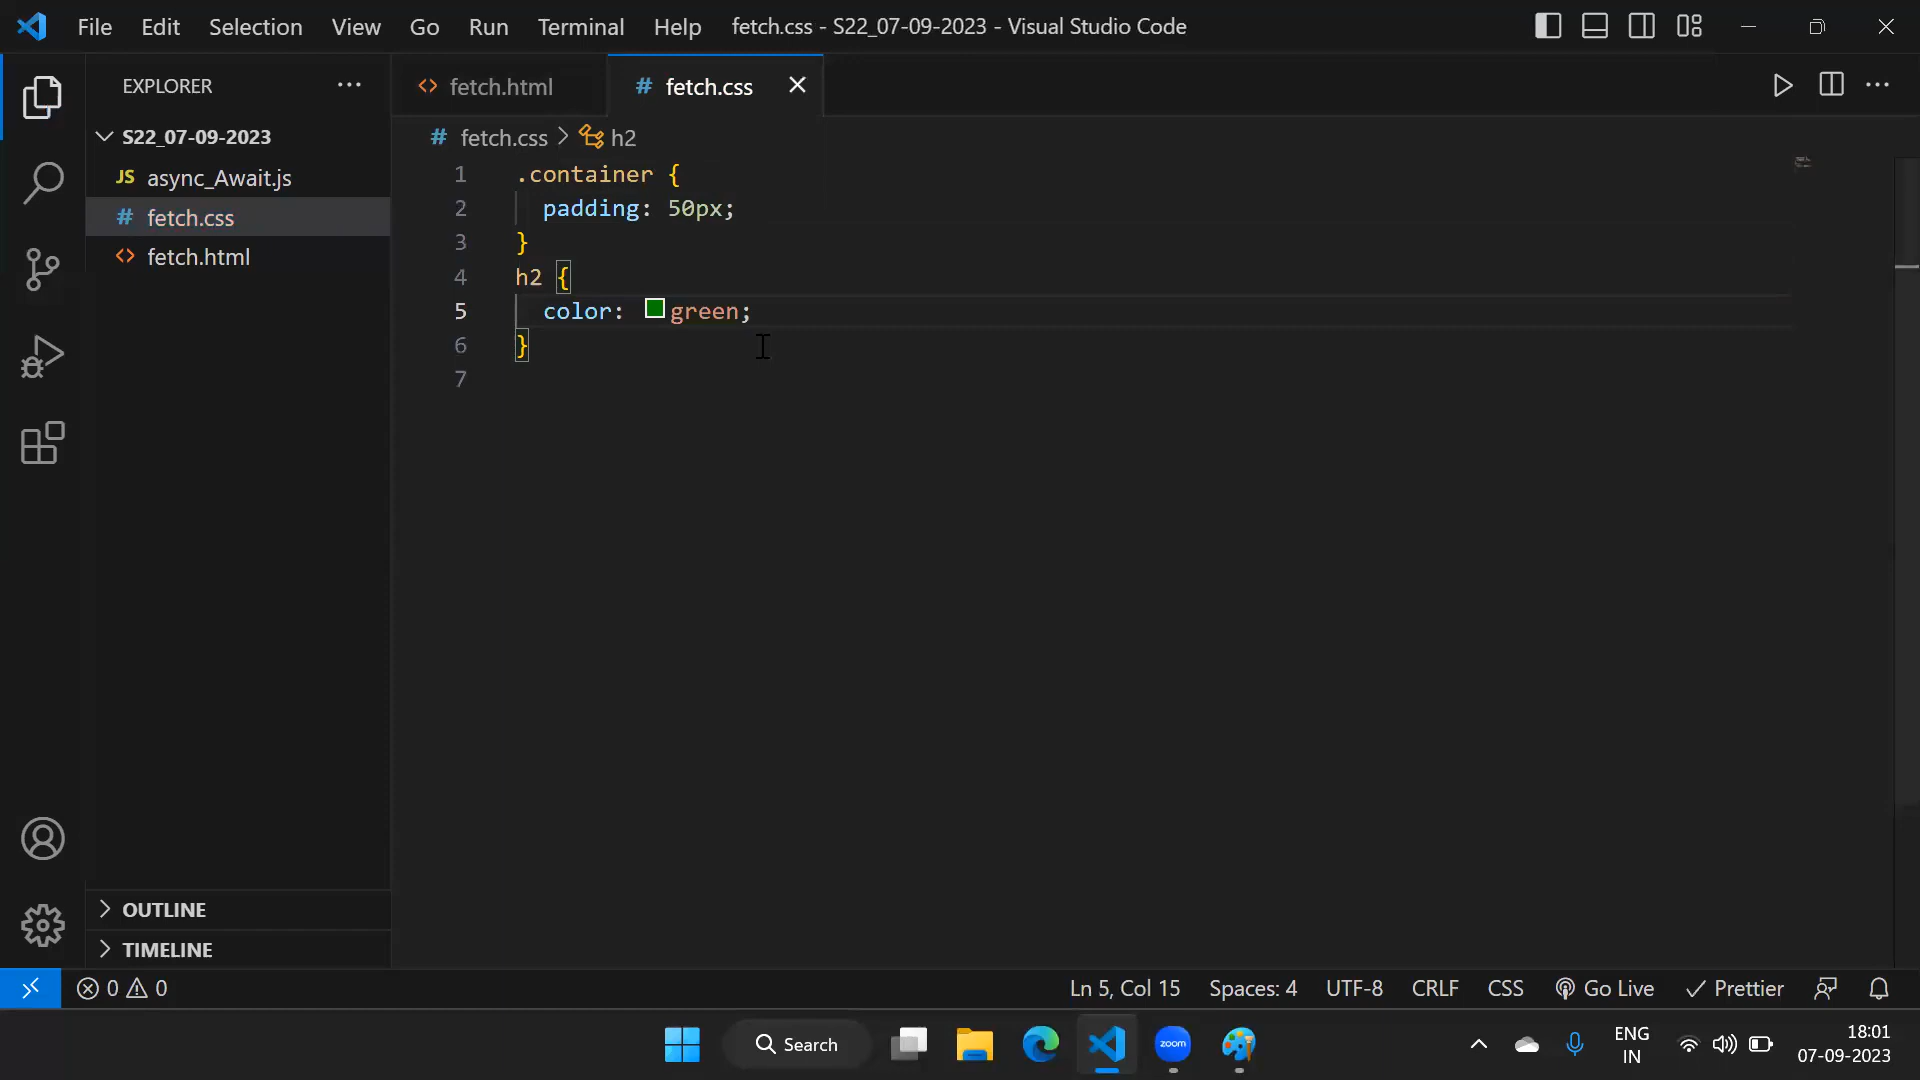 File Edit Selection View Go Run Terminal Help fetch.css - S22_07-09-2023 - Visual Studio Code
EXPLORER
S22_07-09-2023
JS async_Await.js
# fetch.css
<> fetch.html
OUTLINE
TIMELINE
<> fetch.html # fetch.css
# fetch.css > h2
1 .container {
2 padding: 50px;
3 }
4 h2 {
5 color: green;
6 }
7
0 0 Ln 5, Col 15 Spaces: 4 UTF-8 CRLF CSS Go Live Prettier
Search zoom ENG 18:01
IN 07-09-2023